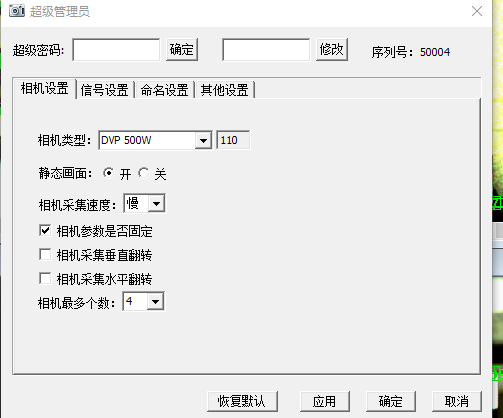 超级管理员
超级密码: 确定 修改 序列号: 50004
相机设置 信号设置 命名设置 其他设置
相机类型: DVP 500W 110
静态画面: 开 关
相机采集速度: 慢
相机参数是否固定
相机采集垂直翻转
相机采集水平翻转
相机最多个数: 4
恢复默认 应用 确定 取消